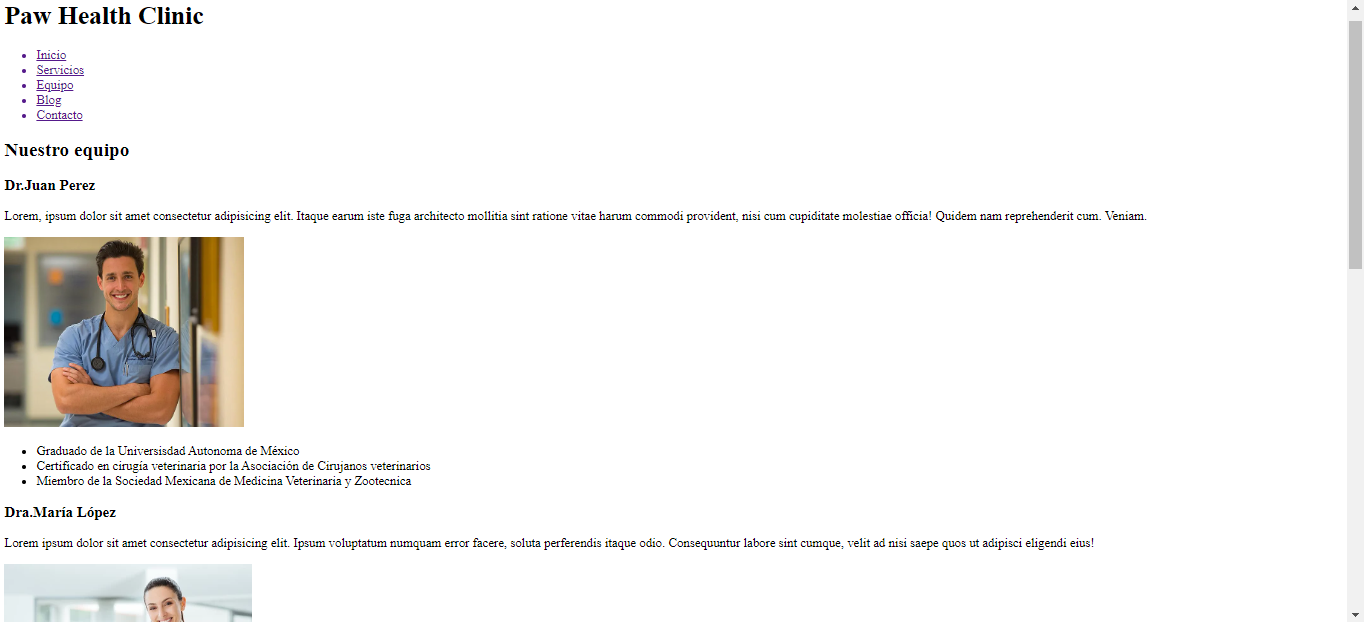 Paw Health Clinic
Inicio
Servicios
Equipo
Blog
Contacto
Nuestro equipo
Dr.Juan Perez
Lorem, ipsum dolor sit amet consectetur adipisicing elit. Itaque earum iste fuga architecto mollitia sint ratione vitae harum commodi provident, nisi cum cupiditate molestiae officia! Quidem nam reprehenderit cum. Veniam.
Graduado de la Universisdad Autonoma de México
Certificado en cirugía veterinaria por la Asociación de Cirujanos veterinarios
Miembro de la Sociedad Mexicana de Medicina Veterinaria y Zootecnica
Dra.María López
Lorem ipsum dolor sit amet consectetur adipisicing elit. Ipsum voluptatum numquam error facere, soluta perferendis itaque odio. Consequuntur labore sint cumque, velit ad nisi saepe quos ut adipisci eligendi eius!